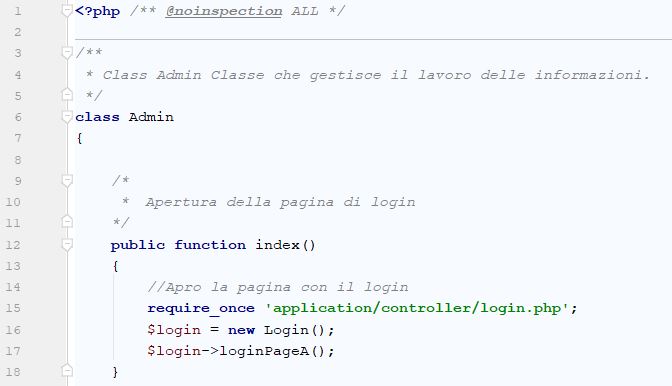 1 <?php /** @noinspection ALL */
2
3 /**
4  * Class Admin Classe che gestisce il lavoro delle informazioni.
5  */
6 class Admin
7 {
8
9     /*
10      *  Apertura della pagina di login
11     */
12     public function index()
13     {
14         //Apro la pagina con il login
15         require_once 'application/controller/login.php';
16         $login = new Login();
17         $login->loginPageA();
18     }